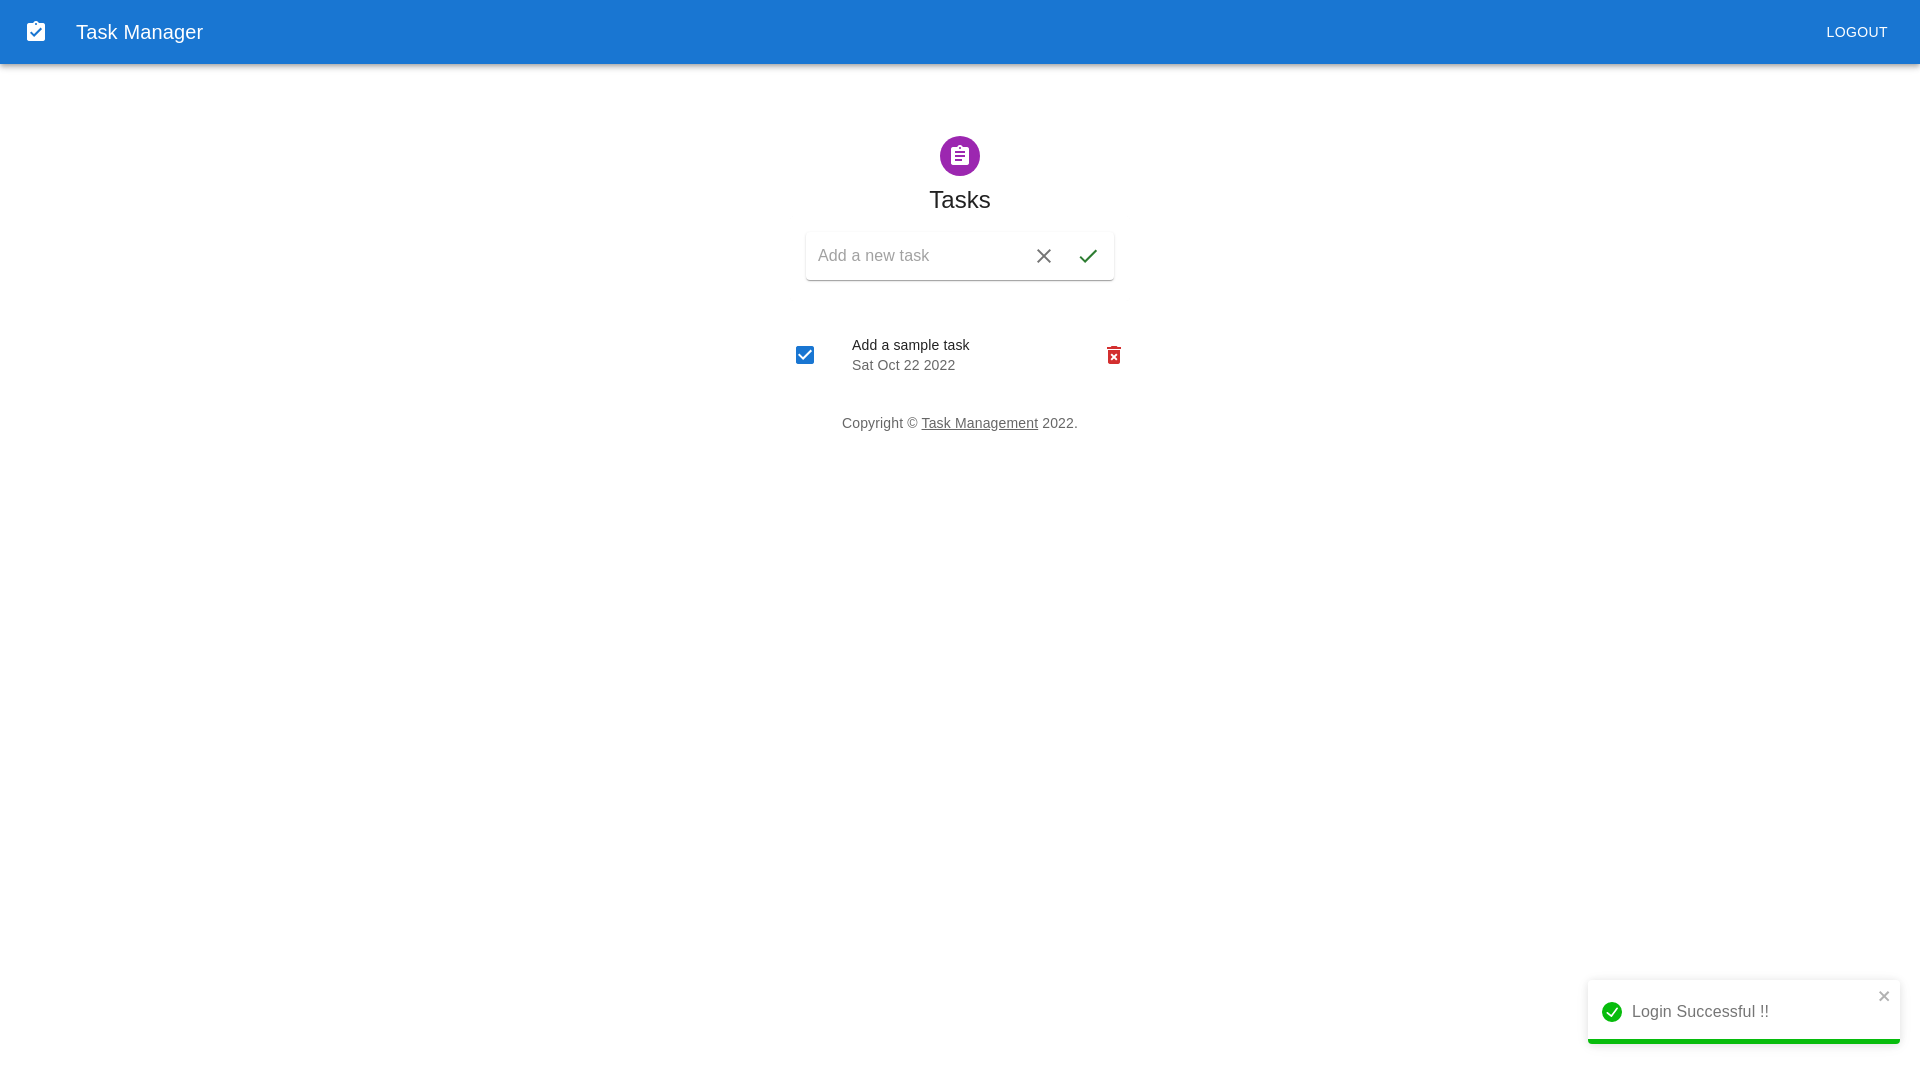 Task Manager
LOGOUT
Tasks
Add a new task
Add a sample task
Sat Oct 22 2022
Copyright © Task Management 2022.
Login Successful !!